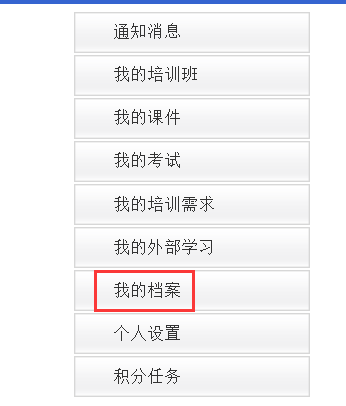 通知消息
我的培训班
我的课件
我的考试
我的培训需求
我的外部学习
我的档案
个人设置
积分任务